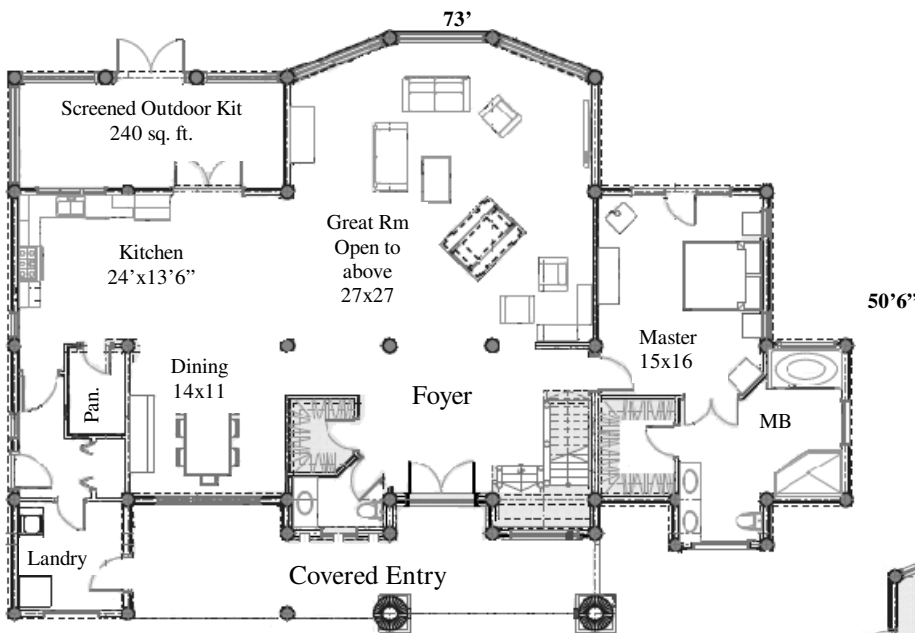 73'
Screened Outdoor Kit
240 sq. ft.
Great Rm
Open to
above
27x27
Kitchen
24'x13'6”
50'6”
Master
15x16
Dining
14x11
Pan.
Foyer
MB
Landry
Covered Entry